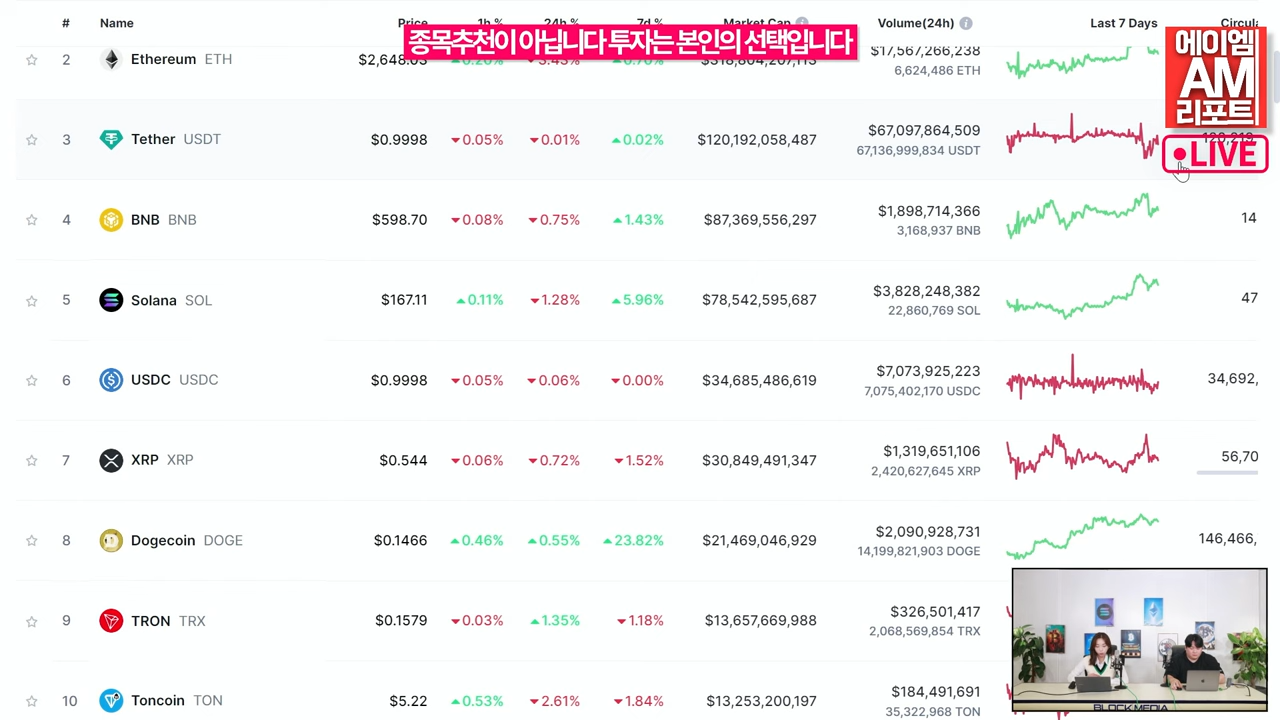 # Name Price 1h % 24h % 7d % Market Cap Volume(24h) Last 7 Days
종목추천이 아닙니다 투자는 본인의 선택입니다
에이엠
AM
리포트
LIVE
2 Ethereum ETH $17,567,266,238
6,624,486 ETH
3 Tether USDT $0.9998 0.05% 0.01% 0.02% $120,192,058,487 $67,097,864,509
67,136,999,834 USDT
4 BNB BNB $598.70 0.08% 0.75% 1.43% $87,369,556,297 $1,898,714,366 14
3,168,937 BNB
5 Solana SOL $167.11 0.11% 1.28% 5.96% $78,542,595,687 $3,828,248,382 47
22,860,769 SOL
6 USDC USDC $0.9998 0.05% 0.06% 0.00% $34,685,486,619 $7,073,925,223 34,692,
7,075,402,170 USDC
7 XRP XRP $0.544 0.06% 0.72% 1.52% $30,849,491,347 $1,319,651,106 56,70
2,420,627,645 XRP
8 Dogecoin DOGE $0.1466 0.46% 0.55% 23.82% $21,469,046,929 $2,090,928,731 146,466,
14,199,821,903 DOGE
9 TRON TRX $0.1579 0.03% 1.35% 1.18% $13,657,669,988 $326,501,417
2,068,569,854 TRX
10 Toncoin TON $5.22 0.53% 2.61% 1.84% $13,253,200,197 $184,491,691
35,322,968 TON
BLOCKMEDIA